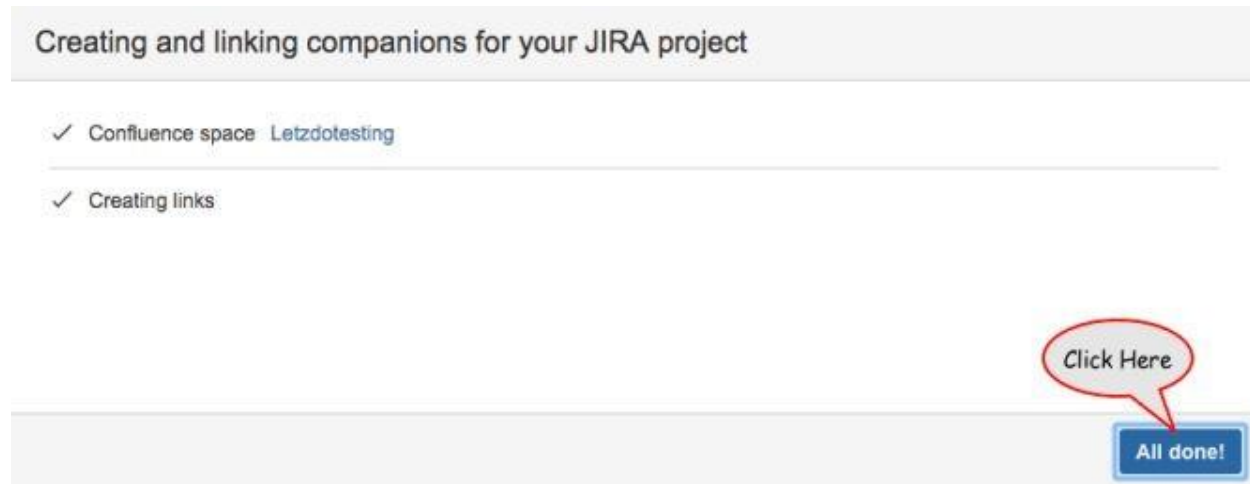 Creating and linking companions for your JIRA project
✓ Confluence space Letzdotesting
✓ Creating links
Click Here
All done!